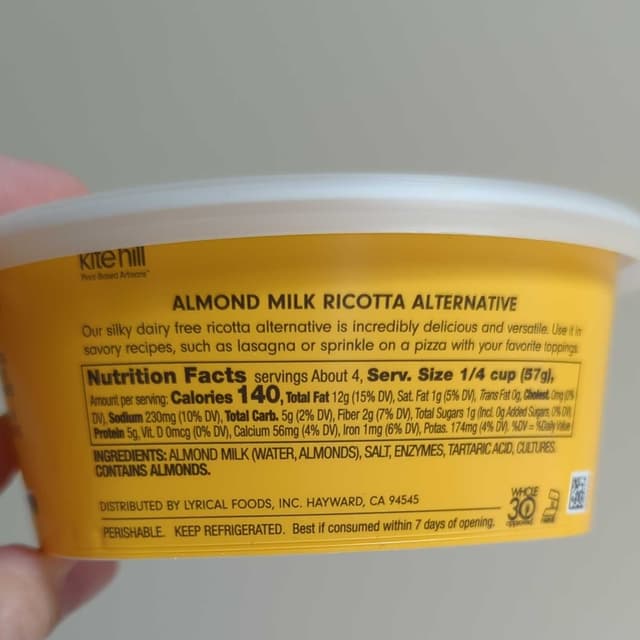 Kite hill
Plant Based Artisans™
ALMOND MILK RICOTTA ALTERNATIVE
Our silky dairy free ricotta alternative is incredibly delicious and versatile. Use it in
savory recipes, such as lasagna or sprinkle on a pizza with your favorite toppings.
Nutrition Facts servings About 4, Serv. Size 1/4 cup (57g),
Amount per serving: Calories 140, Total Fat 12g (15% DV), Sat. Fat 1g (5% DV), Trans Fat 0g, Cholest. 0mg (0%
DV), Sodium 230mg (10% DV), Total Carb. 5g (2% DV), Fiber 2g (7% DV), Total Sugars 1g (Incl. 0g Added Sugars, 0% DV),
Protein 5g, Vit. D 0mcg (0% DV), Calcium 56mg (4% DV), Iron 1mg (6% DV), Potas. 174mg (4% DV). %DV = %Daily Value
INGREDIENTS: ALMOND MILK (WATER, ALMONDS), SALT, ENZYMES, TARTARIC ACID, CULTURES.
CONTAINS ALMONDS.
DISTRIBUTED BY LYRICAL FOODS, INC. HAYWARD, CA 94545
PERISHABLE. KEEP REFRIGERATED. Best if consumed within 7 days of opening.
WHOLE
30
approved